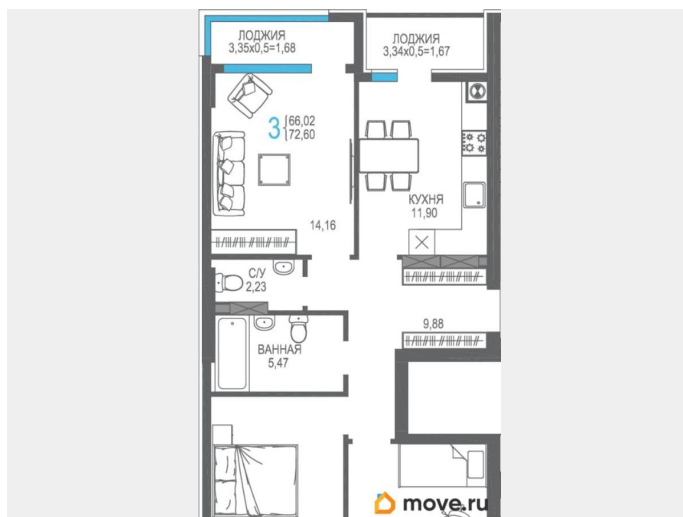 ЛОДЖИЯ
3,35х0,5=1,68
ЛОДЖИЯ
3,34х0,5=1,67
3
66,02
72,60
КУХНЯ
11,90
14,16
С/У
2,23
9,88
ВАННАЯ
5,47
move.ru